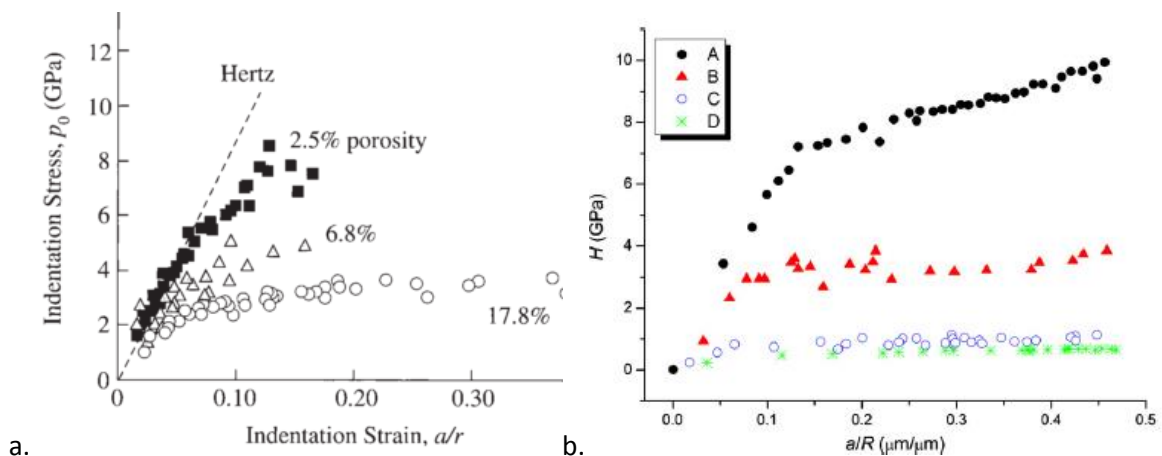 12
10
8
6
4
2
0
0
0.10
0.20
0.30
Indentation Stress, p₀ (GPa)
Indentation Strain, a/r
Hertz
2.5% porosity
6.8%
17.8%
a.
A
B
C
D
10
8
6
4
2
0
0.0
0.1
0.2
0.3
0.4
0.5
H (GPa)
a/R (μm/μm)
b.